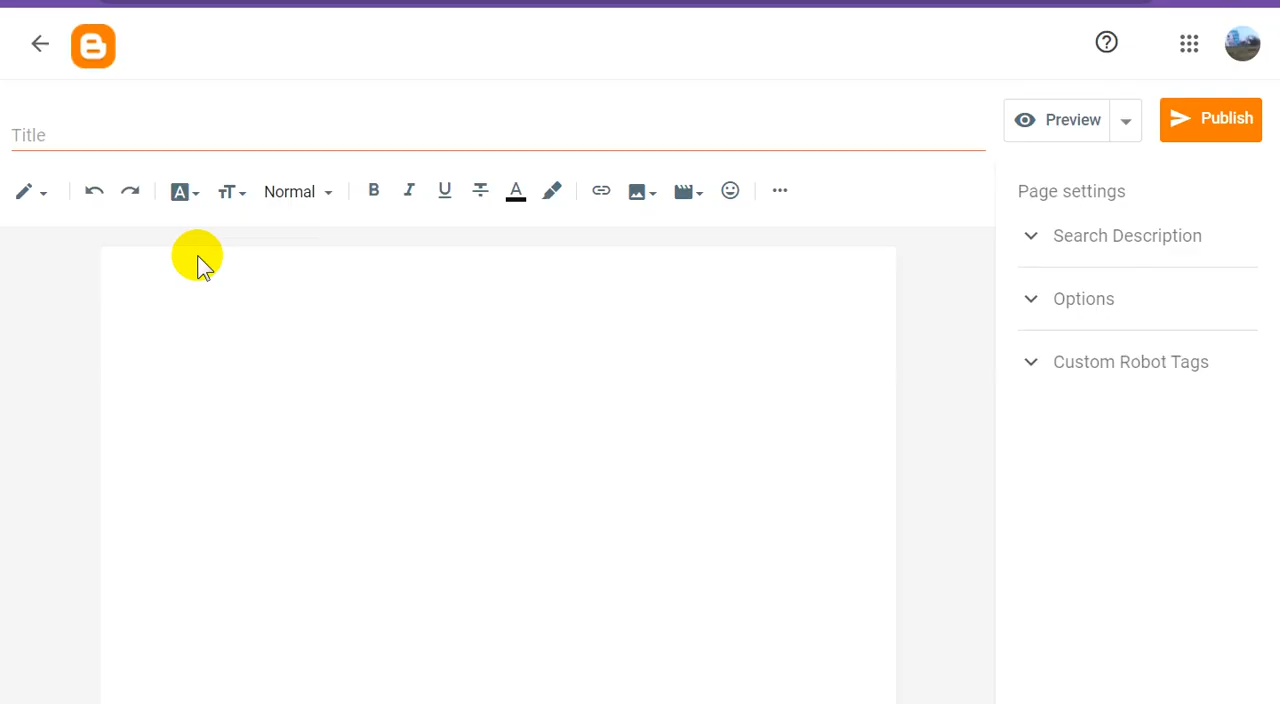 Title
Preview
Publish
Normal
B I U A
Page settings
Search Description
Options
Custom Robot Tags